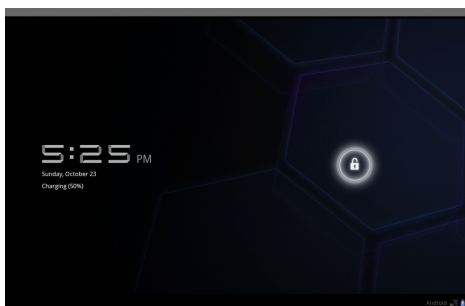 5:25 PM
Sunday, October 23
Charging (50%)
Android